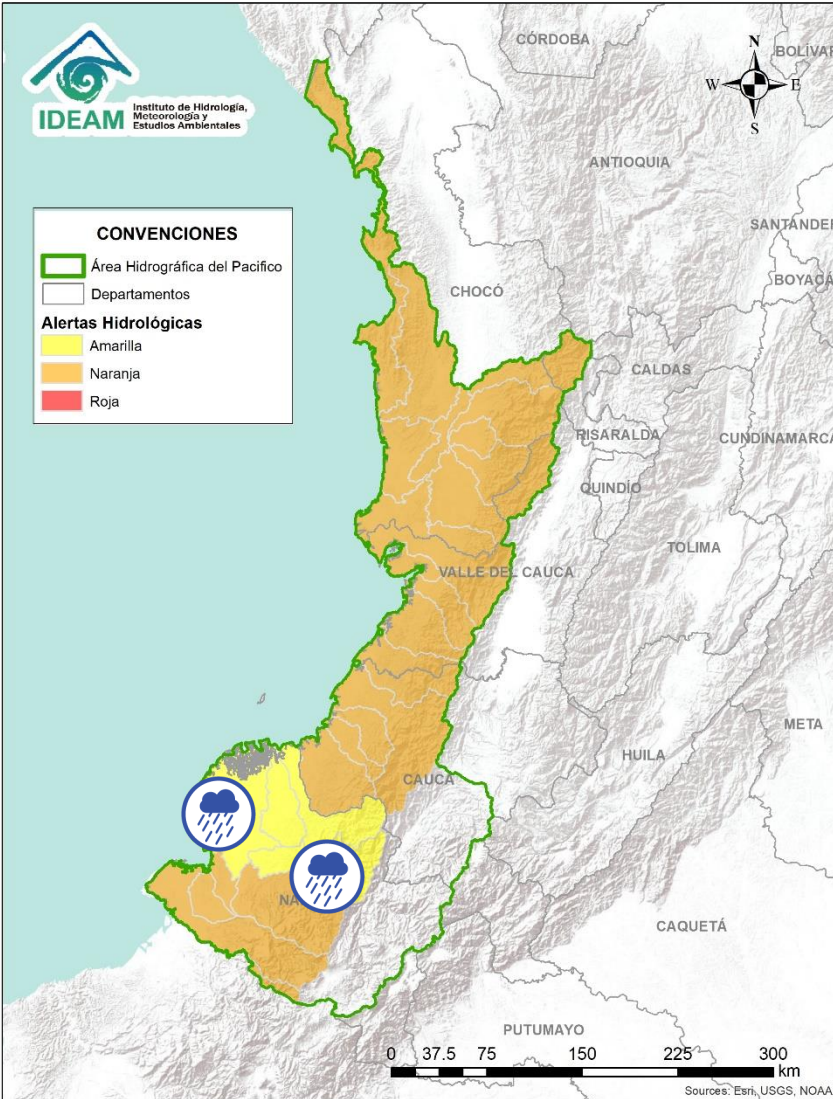 IDEAM
Instituto de Hidrología,
Meteorología y
Estudios Ambientales
CÓRDOBA
BOLÍVAR
N
W
E
S
ANTIOQUIA
SANTANDER
BOYACÁ
CONVENCIONES
Área Hidrográfica del Pacifico
Departamentos
Alertas Hidrológicas
Amarilla
Naranja
Roja
CHOCÓ
CALDAS
RISARALDA
CUNDINAMARCA
QUINDÍO
TOLIMA
VALLE DEL CAUCA
META
HUILA
CAUCA
NA
CAQUETÁ
PUTUMAYO
0 37.5 75 150 225 300
km
Sources: Esri, USGS, NOAA